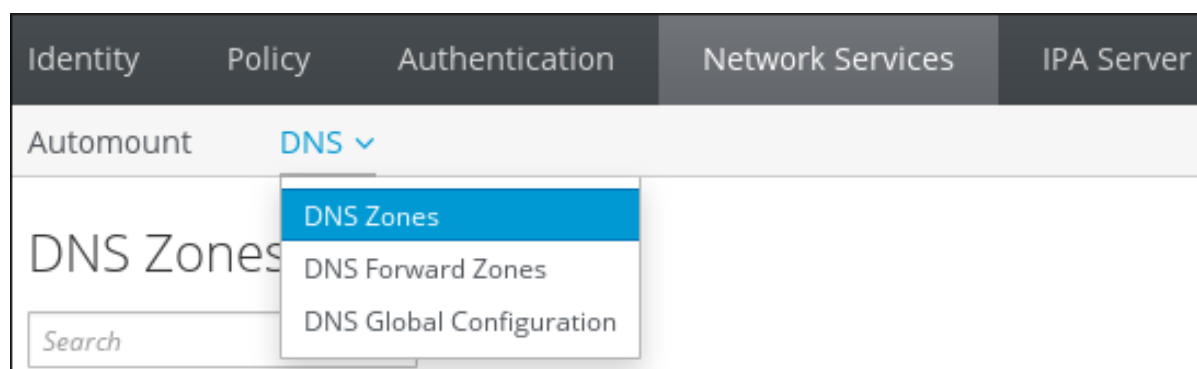 Identity Policy Authentication Network Services IPA Server
Automount DNS
DNS Zones
DNS Zones
DNS Forward Zones
DNS Global Configuration
Search